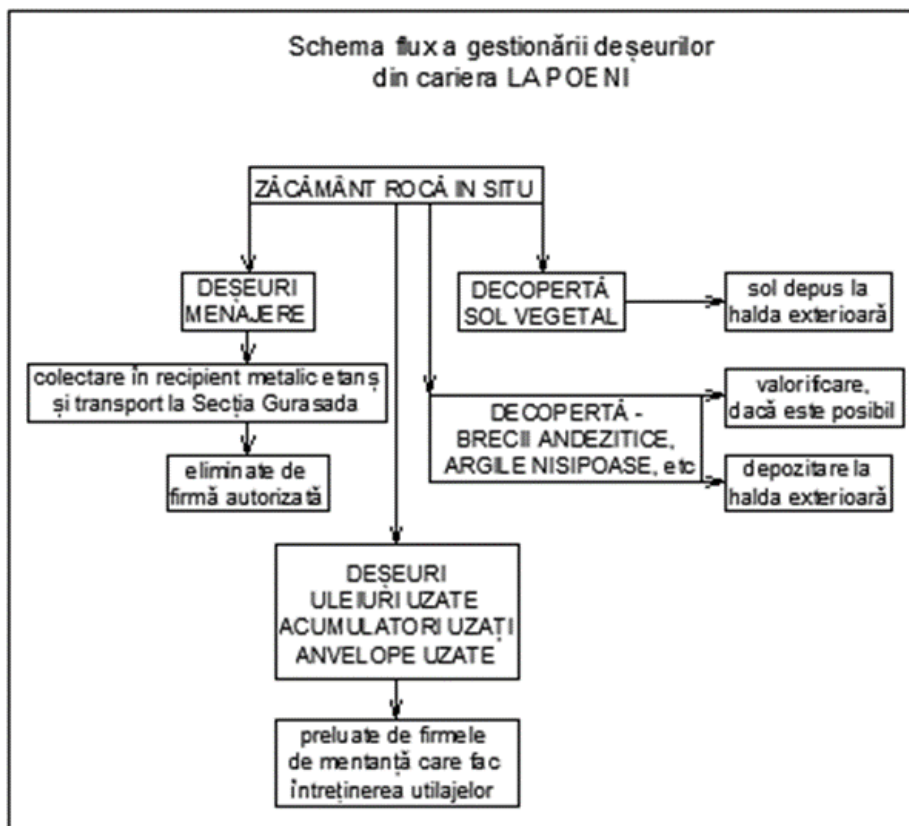 Schema flux a gestionării deșeurilor
din cariera LA POENI
ZĂCĂMÂNT ROCĂ IN SITU
DEȘEURI
MENAJERE
colectare în recipient metalic etanș
și transport la Secția Gurasada
eliminate de
firmă autorizată
DECOPERTĂ
SOL VEGETAL
sol depus la
halda exterioară
DECOPERTĂ -
BRECII ANDEZITICE,
ARGILE NISIPOASE, etc
valorificare,
dacă este posibil
depozitare la
halda exterioară
DEȘEURI
ULEIURI UZATE
ACUMULATORI UZAȚI
ANVELOPE UZATE
preluate de firmele
de mentanță care fac
întreținerea utilajelor